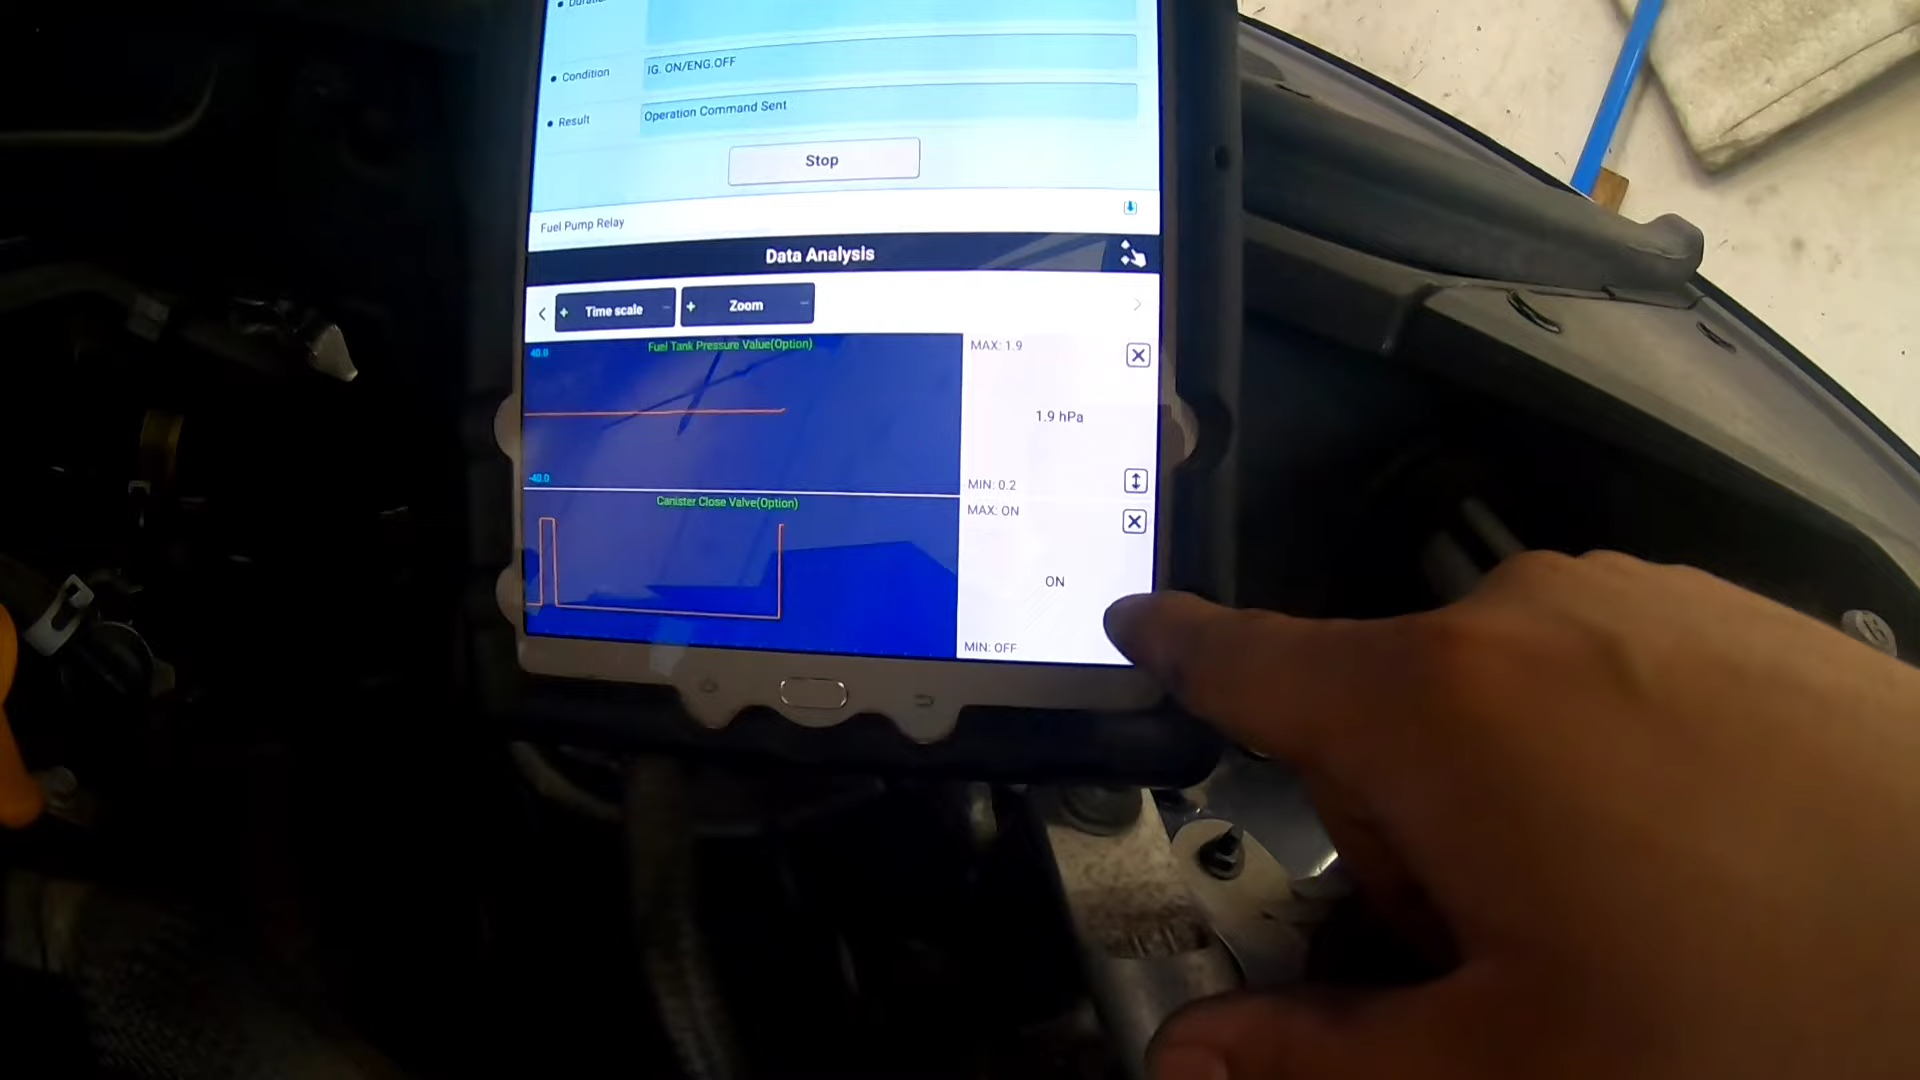 Duration
Condition
IG. ON/ENG.OFF
Result
Operation Command Sent
Stop
Fuel Pump Relay
Data Analysis
+ Time scale −
+ Zoom −
40.0
Fuel Tank Pressure Value(Option)
MAX: 1.9
1.9 hPa
-40.0
MIN: 0.2
Canister Close Valve(Option)
MAX: ON
ON
MIN: OFF